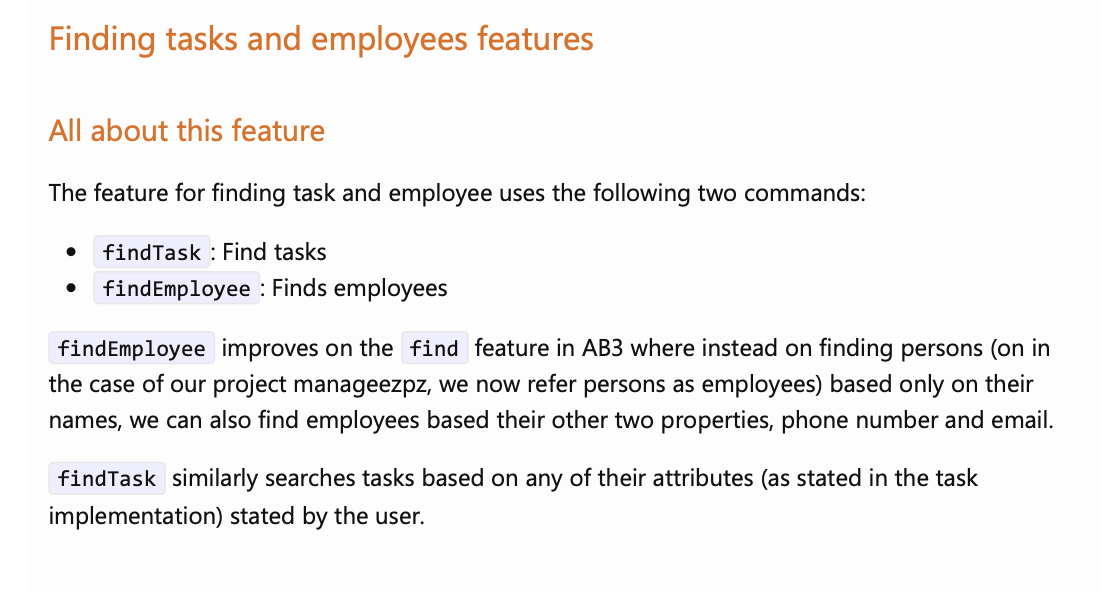 Finding tasks and employees features
All about this feature
The feature for finding task and employee uses the following two commands:
findTask : Find tasks
findEmployee : Finds employees
findEmployee improves on the find feature in AB3 where instead on finding persons (on in
the case of our project manageezpz, we now refer persons as employees) based only on their
names, we can also find employees based their other two properties, phone number and email.
findTask similarly searches tasks based on any of their attributes (as stated in the task
implementation) stated by the user.